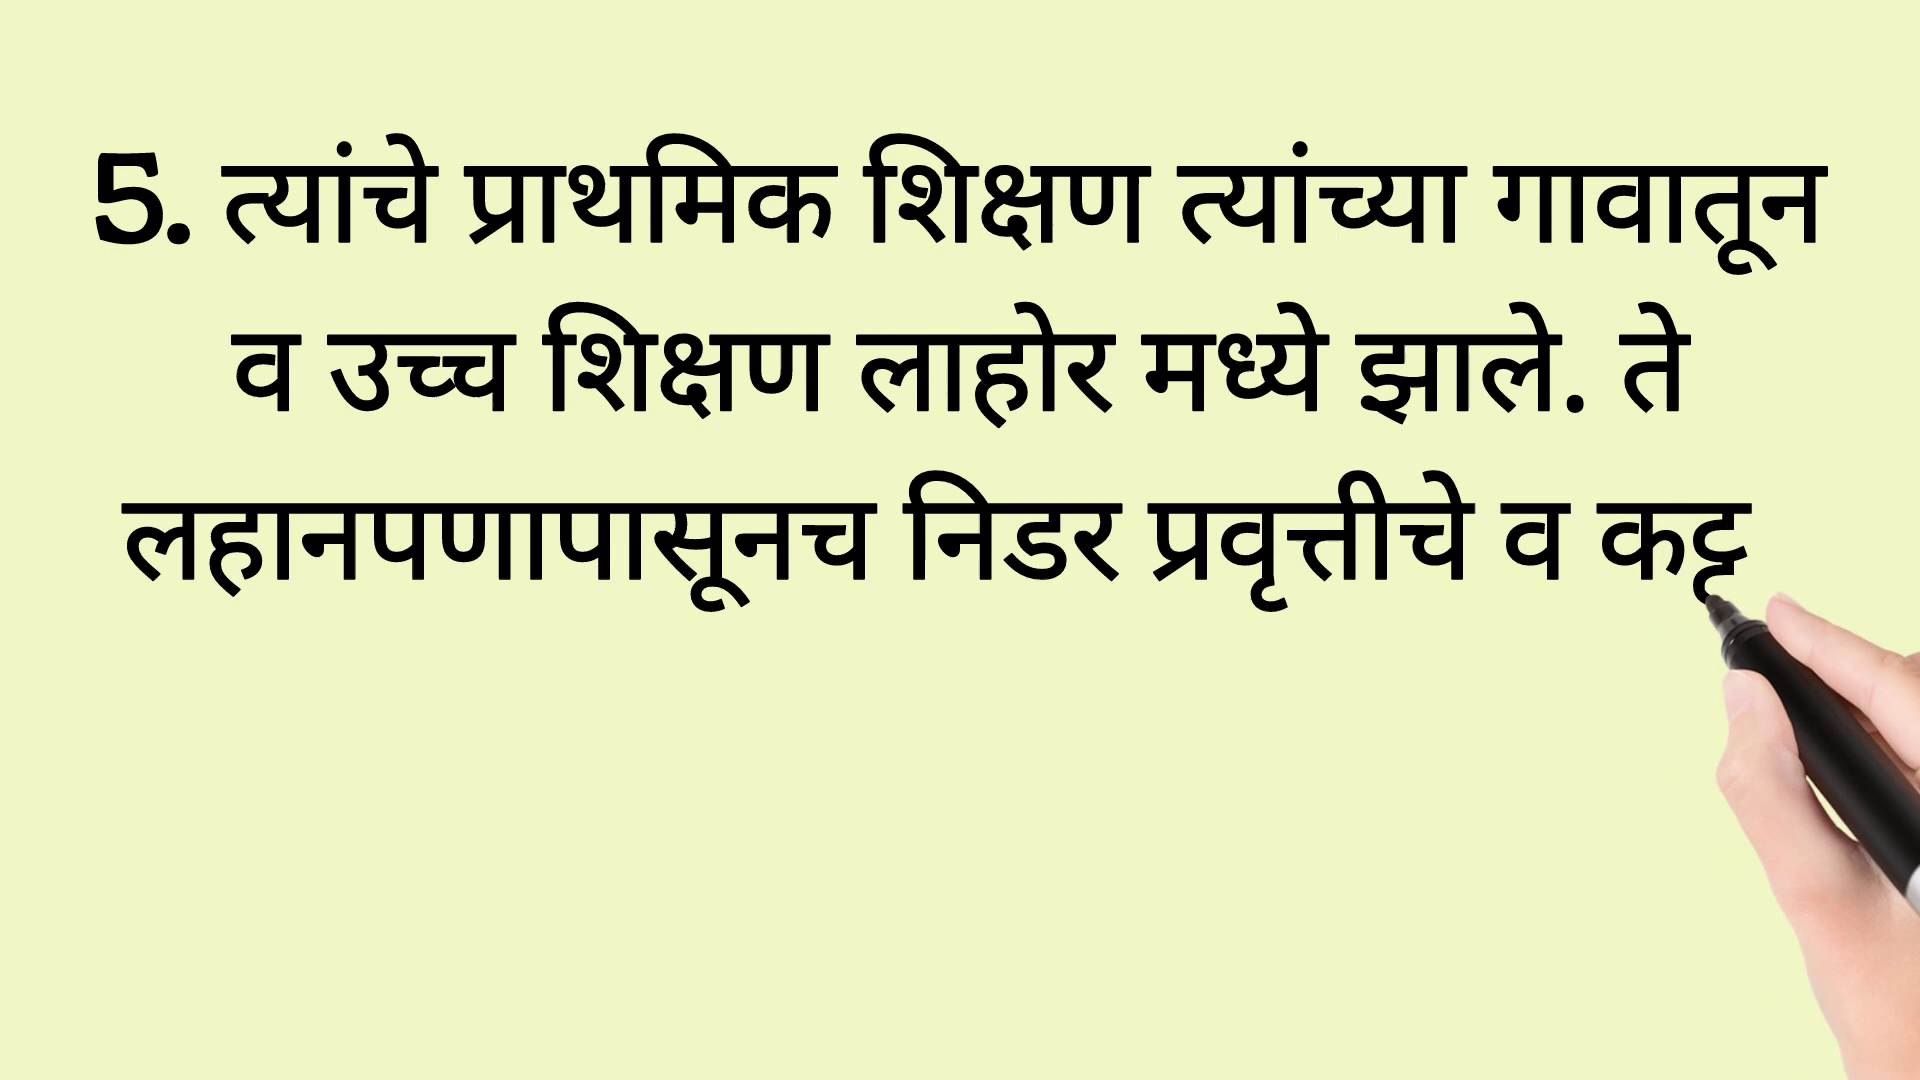 5. त्यांचे प्राथमिक शिक्षण त्यांच्या गावातून
व उच्च शिक्षण लाहोर मध्ये झाले. ते
लहानपणापासूनच निडर प्रवृत्तीचे व कट्ट